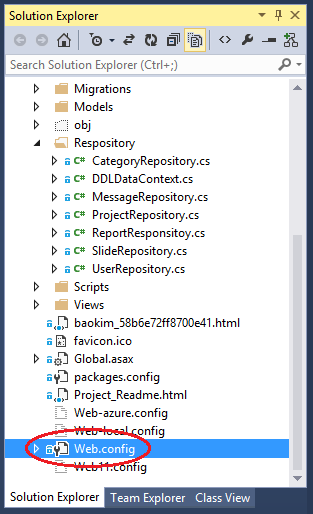 Solution Explorer
Search Solution Explorer (Ctrl+;)
Migrations
Models
obj
Respository
C# CategoryRepository.cs
C# DDLDataContext.cs
C# MessageRepository.cs
C# ProjectRepository.cs
C# ReportResponsitoy.cs
C# SlideRepository.cs
C# UserRepository.cs
Scripts
Views
baokim_58b6e72ff8700e41.html
favicon.ico
Global.asax
packages.config
Project_Readme.html
Web-azure.config
Web-local.config
Web.config
Web11.config
Solution Explorer Team Explorer Class View